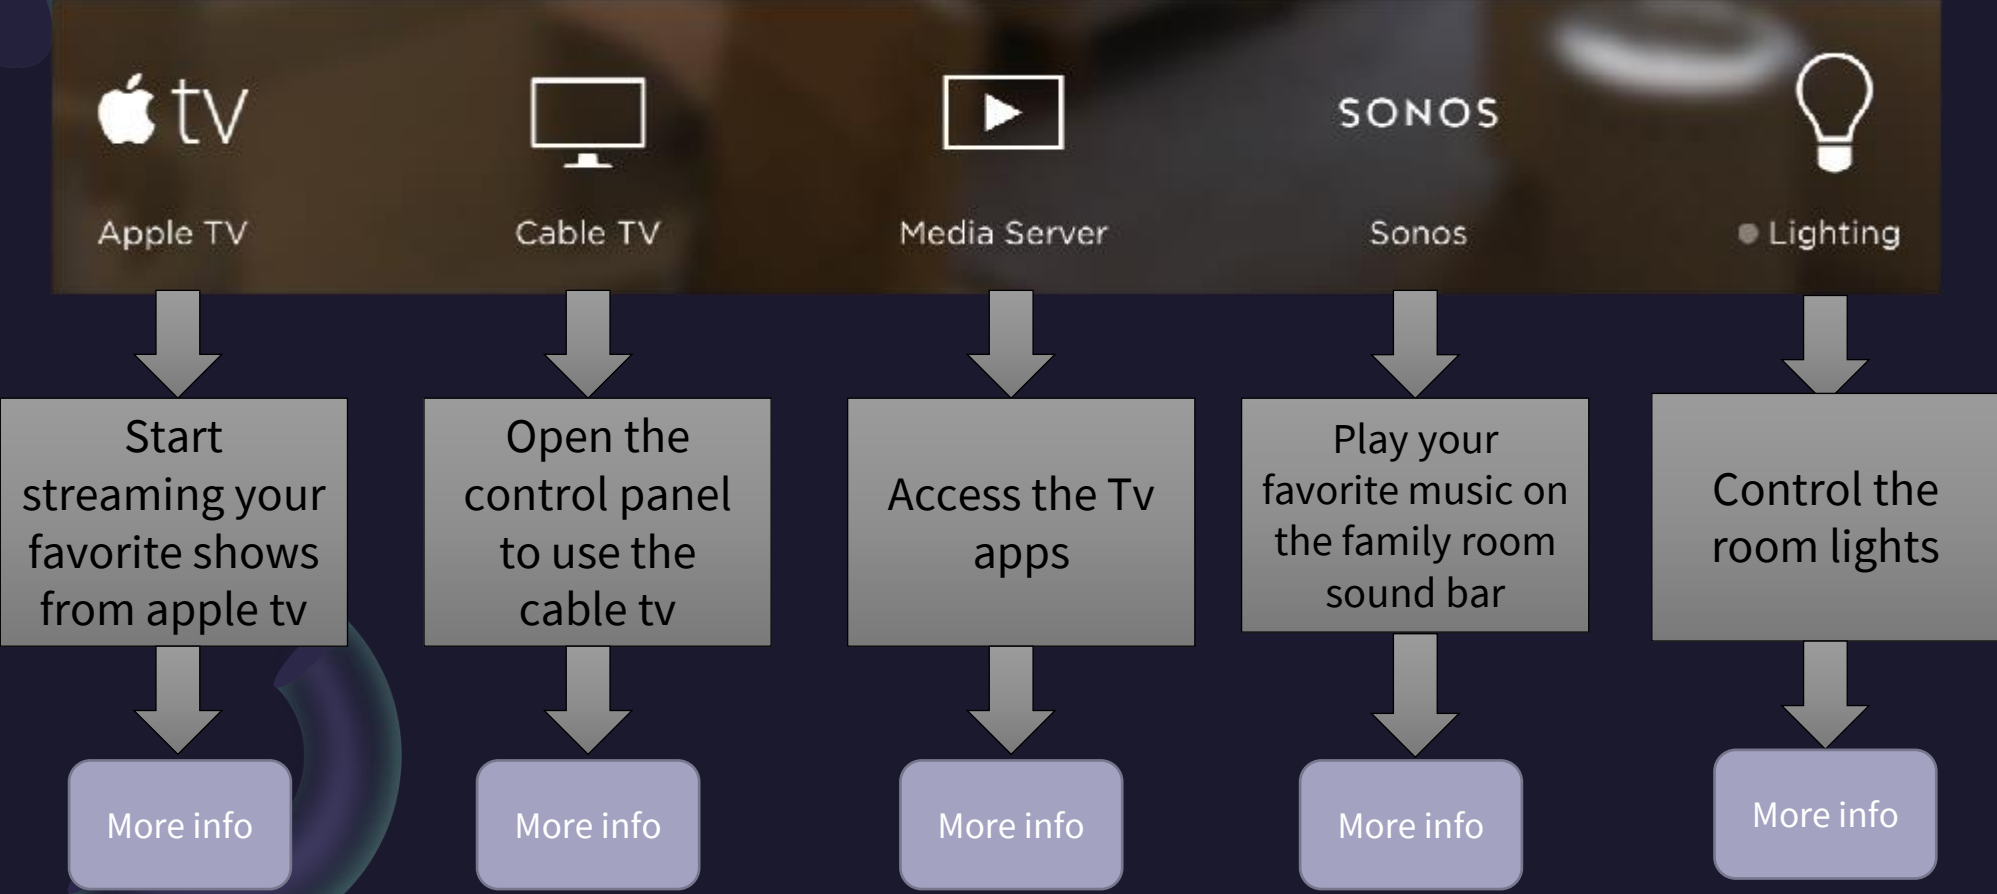 tv
SONOS
Apple TV
Cable TV
Media Server
Sonos
Lighting
Start
streaming your
favorite shows
from apple tv
Open the
control panel
to use the
cable tv
Access the Tv
apps
Play your
favorite music on
the family room
sound bar
Control the
room lights
More info
More info
More info
More info
More info